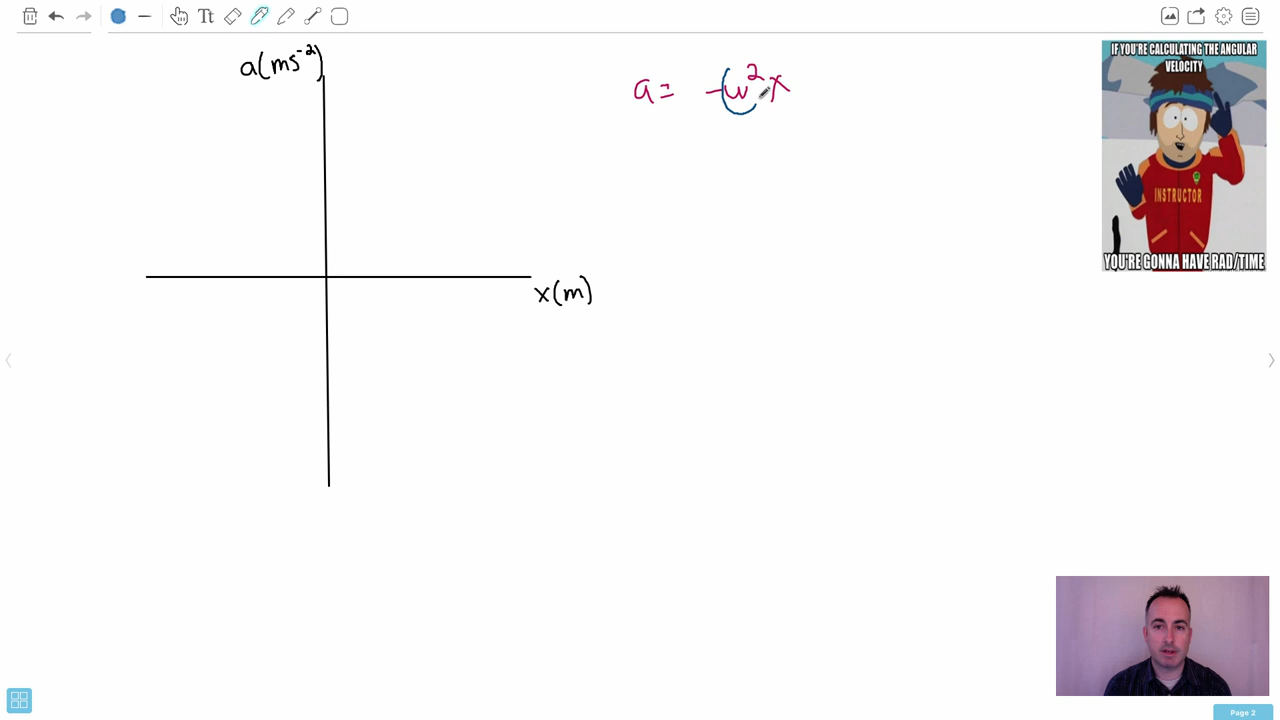 Tt
a(ms⁻²)
a = -ω²x
x(m)
IF YOU'RE CALCULATING THE ANGULAR
VELOCITY
INSTRUCTOR
YOU'RE GONNA HAVE RAD/TIME
Page 2